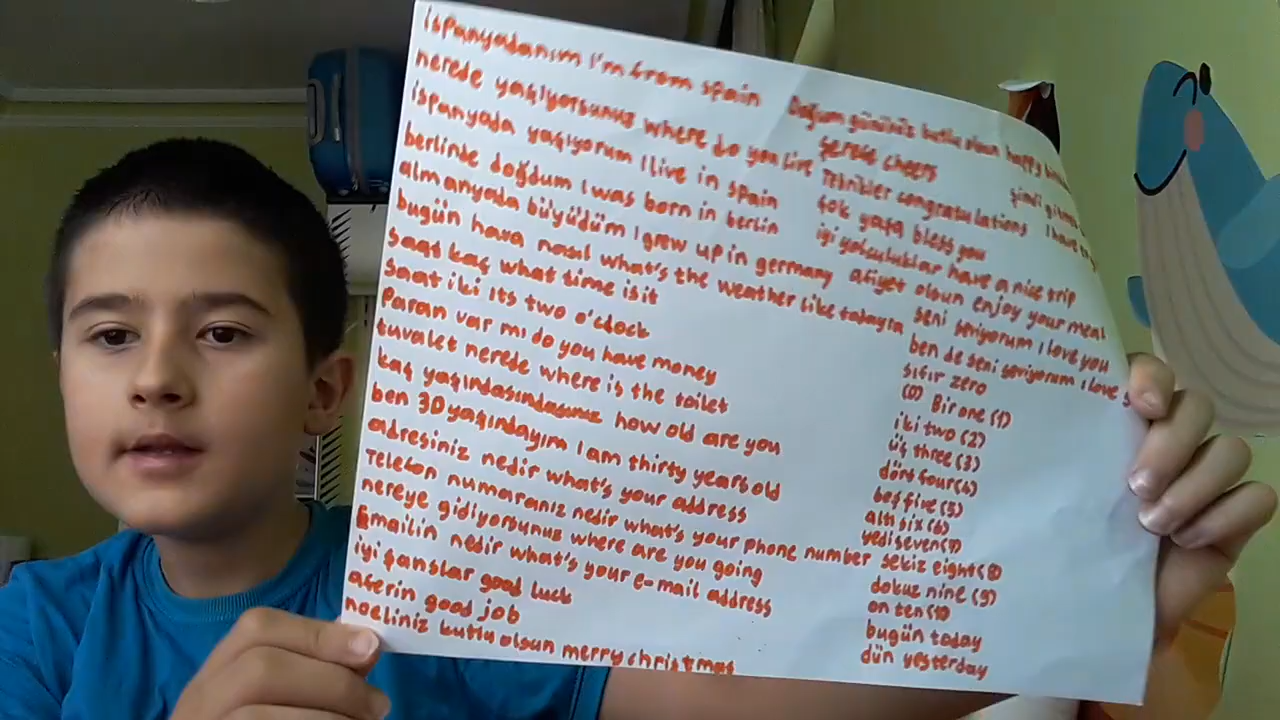 ispanyadanım I'm from spain
nerede yaşıyorsunuz where do you live
ispanyada yaşıyorum I live in spain
berlinde doğdum I was born in berlin
almanyada büyüdüm I grew up in germany
bugün hava nasıl what's the weather like today
saat kaç what time is it
saat iki Its two o'clock
Paran var mı do you have money
tuvalet nerede where is the toilet
kaç yaşındasındasınız how old are you
ben 30 yaşındayım I am thirty years old
adresiniz nedir what's your address
Telefon numaranız nedir what's your phone number
nereye gidiyorsunuz where are you going
Emailin nedir what's your e-mail address
iyi şanslar good luck
aferin good job
noeliniz kutlu olsun merry christmas
Doğum gününüz kutlu olsun happy
şerefe cheers
Tebrikler congratulations
çok yaşa bless you
iyi yolculuklar have a nice trip
afiyet olsun enjoy your meal
seni seviyorum I love you
ben de seni seviyorum I love
sıfır zero
(0) Bir one (1)
iki two (2)
üç three (3)
dört four (4)
beş five (5)
altı six (6)
yedi seven (7)
sekiz eight (8)
dokuz nine (9)
on ten (10)
bugün today
dün yesterday
şimdi
I have